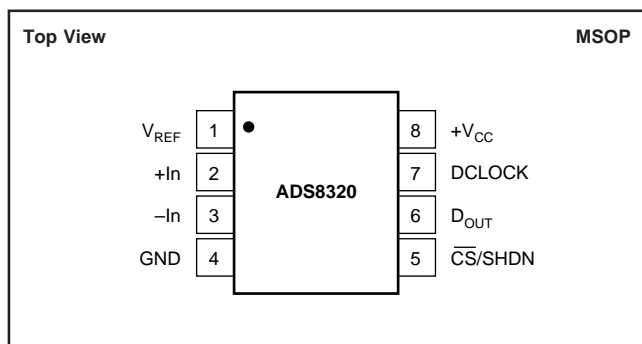 Top View MSOP
V_REF 1 8 +V_CC
+In 2 7 DCLOCK
ADS8320
–In 3 6 D_OUT
GND 4 5 C̅S̅/SHDN